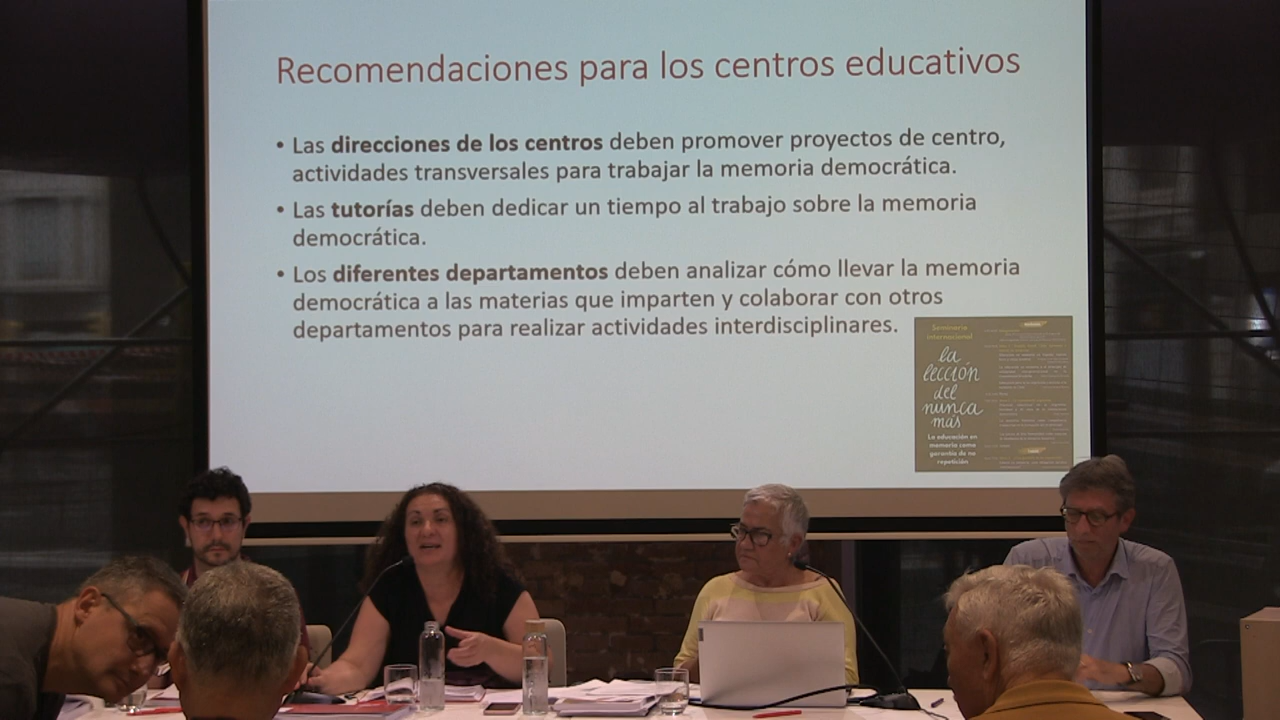 Recomendaciones para los centros educativos
• Las direcciones de los centros deben promover proyectos de centro,
actividades transversales para trabajar la memoria democrática.
• Las tutorías deben dedicar un tiempo al trabajo sobre la memoria
democrática.
• Los diferentes departamentos deben analizar cómo llevar la memoria
democrática a las materias que imparten y colaborar con otros
departamentos para realizar actividades interdisciplinares.
Seminario
internacional
la
lección
del
nunca
más
La educación en
memoria como
garantía de no
repetición